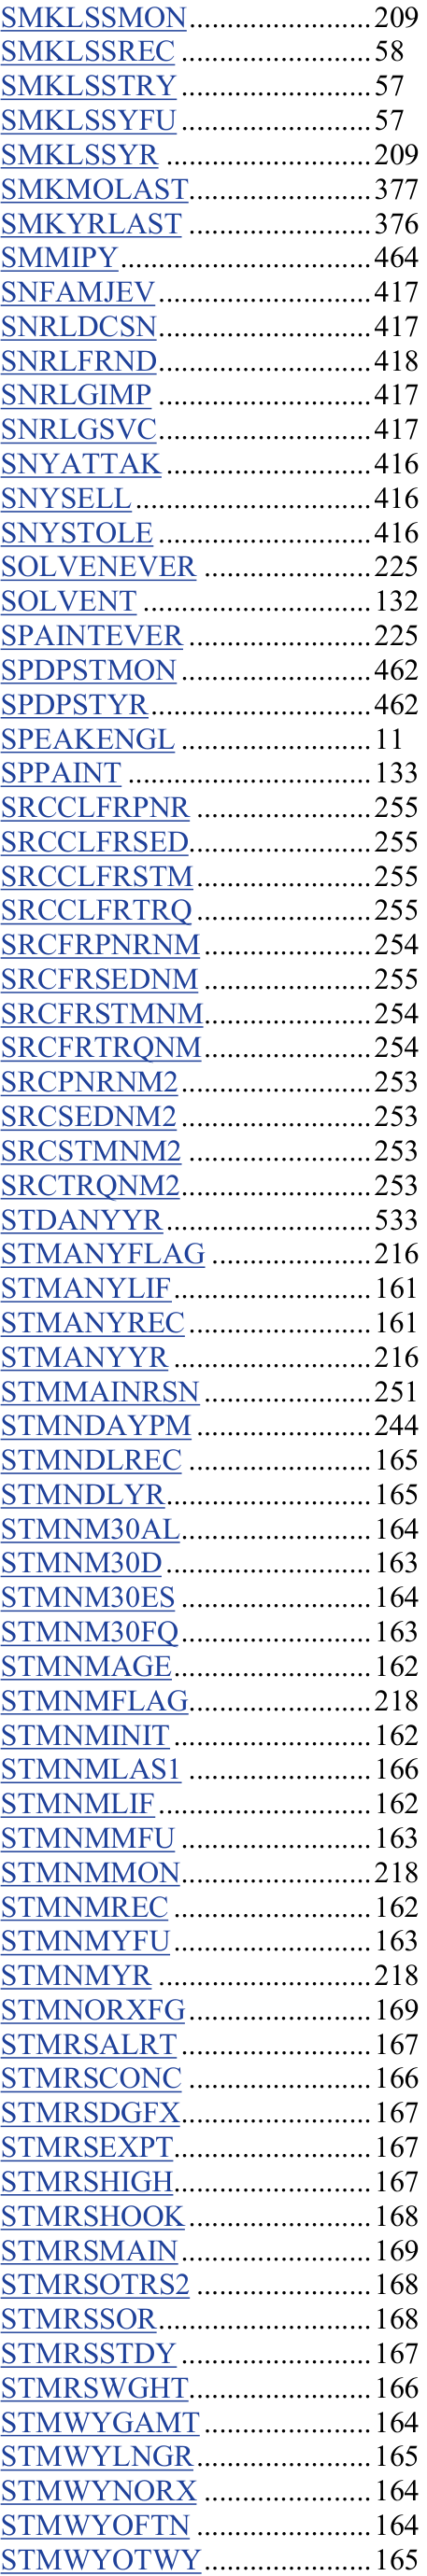 SMKLSSMON............................209
SMKLSSREC .............................58
SMKLSSTRY .............................57
SMKLSSYFU .............................57
SMKLSSYR ...............................209
SMKMOLAST............................377
SMKYRLAST ............................376
SMMIPY......................................464
SNFAMJEV.................................417
SNRLDCSN.................................417
SNRLFRND.................................418
SNRLGIMP ................................417
SNRLGSVC.................................417
SNYATTAK ...............................416
SNYSELL ...................................416
SNYSTOLE ................................416
SOLVENEVER .........................225
SOLVENT ..................................132
SPAINTEVER ...........................225
SPDPSTMON .............................462
SPDPSTYR.................................462
SPEAKENGL .............................11
SPPAINT ....................................133
SRCCLFRPNR ...........................255
SRCCLFRSED...........................255
SRCCLFRSTM ..........................255
SRCCLFRTRQ ..........................255
SRCFRPNRNM..........................254
SRCFRSEDNM .........................255
SRCFRSTMNM.........................254
SRCFRTRQNM.........................254
SRCPNRNM2.............................253
SRCSEDNM2 .............................253
SRCSTMNM2 ...........................253
SRCTRQNM2.............................253
STDANYYR...............................533
STMANYFLAG ........................216
STMANYLIF..............................161
STMANYREC ...........................161
STMANYYR .............................216
STMMAINRSN .........................251
STMNDAYPM ..........................244
STMNDLREC ...........................165
STMNDLYR...............................165
STMNM30AL.............................164
STMNM30D ...............................163
STMNM30ES .............................164
STMNM30FQ.............................163
STMNMAGE..............................162
STMNMFLAG...........................218
STMNMINIT .............................162
STMNMLAS1 ...........................166
STMNMLIF ...............................162
STMNMMFU ............................163
STMNMMON............................218
STMNMREC .............................162
STMNMYFU .............................163
STMNMYR ...............................218
STMNORXFG...........................169
STMRSALRT ............................167
STMRSCONC ...........................166
STMRSDGFX............................167
STMRSEXPT.............................167
STMRSHIGH.............................167
STMRSHOOK ...........................168
STMRSMAIN ............................169
STMRSOTRS2 ..........................168
STMRSSOR................................168
STMRSSTDY ............................167
STMRSWGHT...........................166
STMWYGAMT .........................164
STMWYLNGR..........................165
STMWYNORX .........................164
STMWYOFTN ..........................164
STMWYOTWY.........................165